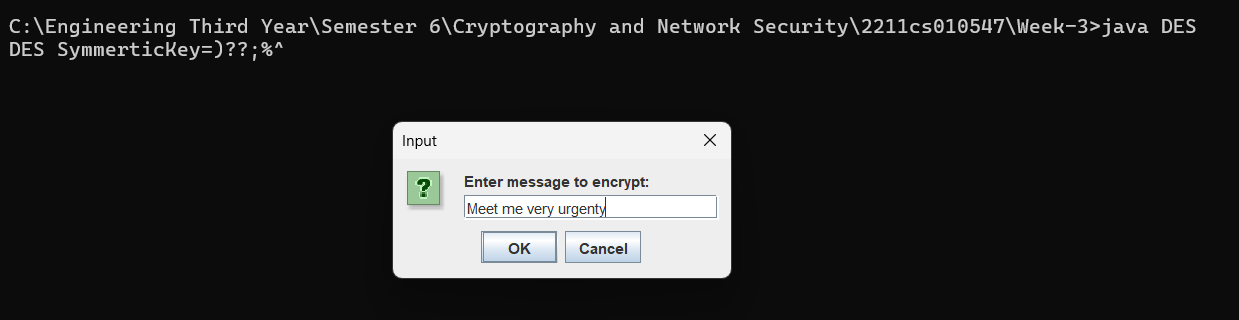 C:\Engineering Third Year\Semester 6\Cryptography and Network Security\2211cs010547\Week-3>java DES
DES SymmerticKey=)??;%^
Input
?
Enter message to encrypt:
Meet me very urgenty
OK
Cancel